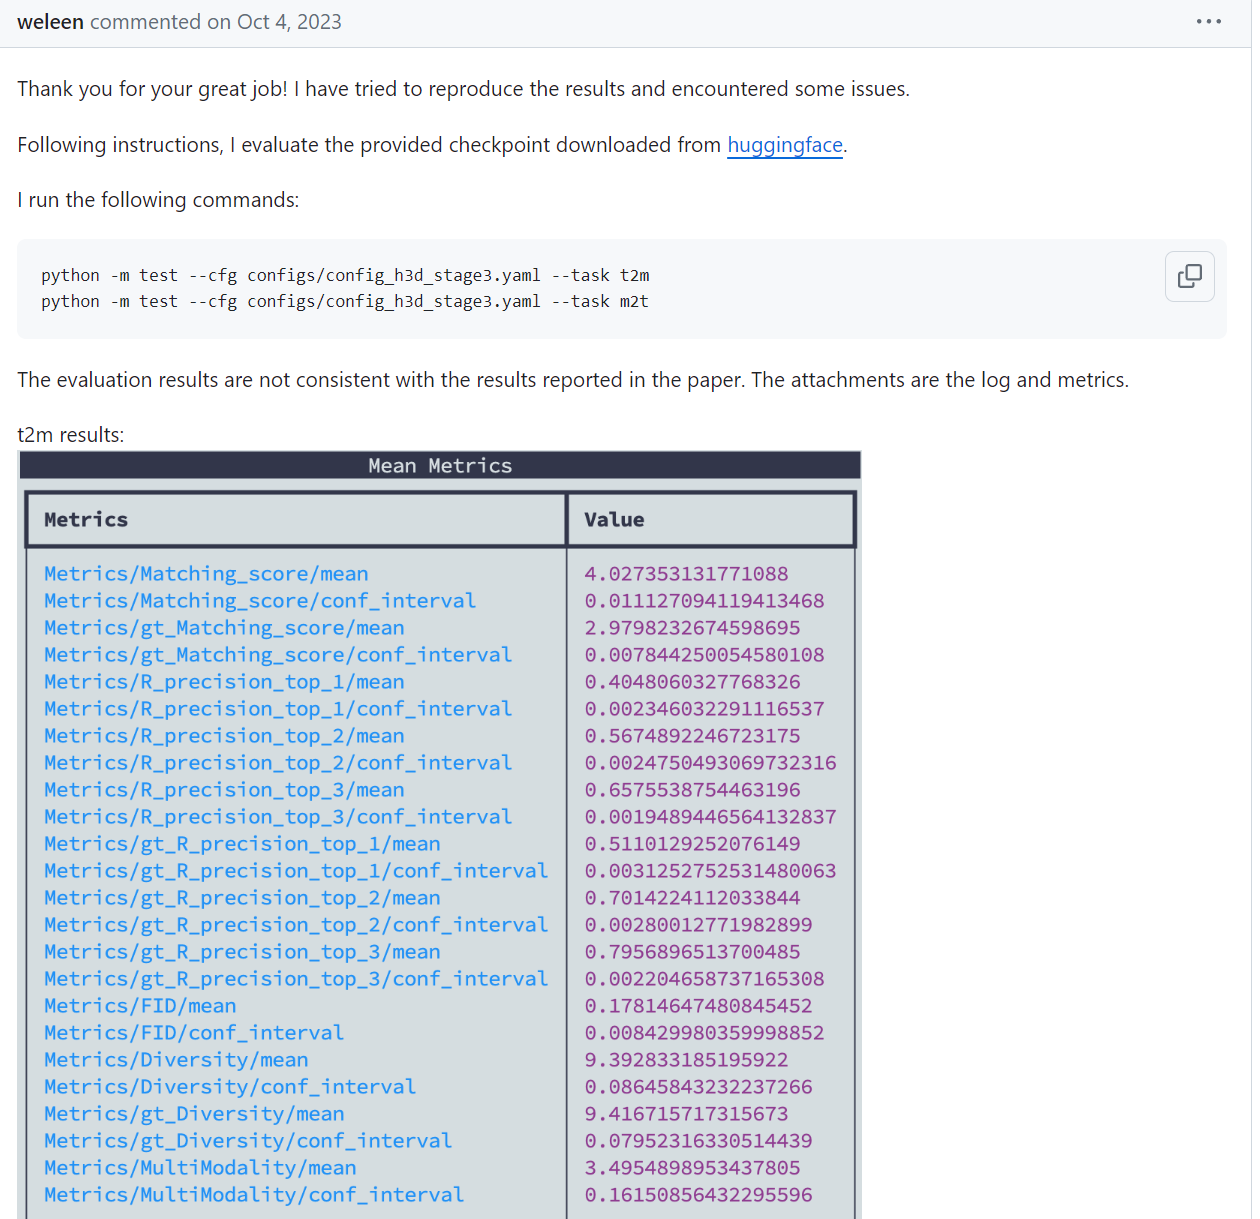 weleen commented on Oct 4, 2023
Thank you for your great job! I have tried to reproduce the results and encountered some issues.
Following instructions, I evaluate the provided checkpoint downloaded from huggingface.
I run the following commands:
python -m test --cfg configs/config_h3d_stage3.yaml --task t2m
python -m test --cfg configs/config_h3d_stage3.yaml --task m2t
The evaluation results are not consistent with the results reported in the paper. The attachments are the log and metrics.
t2m results:
Mean Metrics
Metrics Value
Metrics/Matching_score/mean 4.027353131771088
Metrics/Matching_score/conf_interval 0.011127094119413468
Metrics/gt_Matching_score/mean 2.9798232674598695
Metrics/gt_Matching_score/conf_interval 0.007844250054580108
Metrics/R_precision_top_1/mean 0.4048060327768326
Metrics/R_precision_top_1/conf_interval 0.002346032291116537
Metrics/R_precision_top_2/mean 0.5674892246723175
Metrics/R_precision_top_2/conf_interval 0.0024750493069732316
Metrics/R_precision_top_3/mean 0.6575538754463196
Metrics/R_precision_top_3/conf_interval 0.0019489446564132837
Metrics/gt_R_precision_top_1/mean 0.5110129252076149
Metrics/gt_R_precision_top_1/conf_interval 0.0031252752531480063
Metrics/gt_R_precision_top_2/mean 0.7014224112033844
Metrics/gt_R_precision_top_2/conf_interval 0.00280012771982899
Metrics/gt_R_precision_top_3/mean 0.7956896513700485
Metrics/gt_R_precision_top_3/conf_interval 0.002204658737165308
Metrics/FID/mean 0.17814647480845452
Metrics/FID/conf_interval 0.008429980359998852
Metrics/Diversity/mean 9.392833185195922
Metrics/Diversity/conf_interval 0.08645843232237266
Metrics/gt_Diversity/mean 9.416715717315673
Metrics/gt_Diversity/conf_interval 0.07952316330514439
Metrics/MultiModality/mean 3.4954898953437805
Metrics/MultiModality/conf_interval 0.16150856432295596